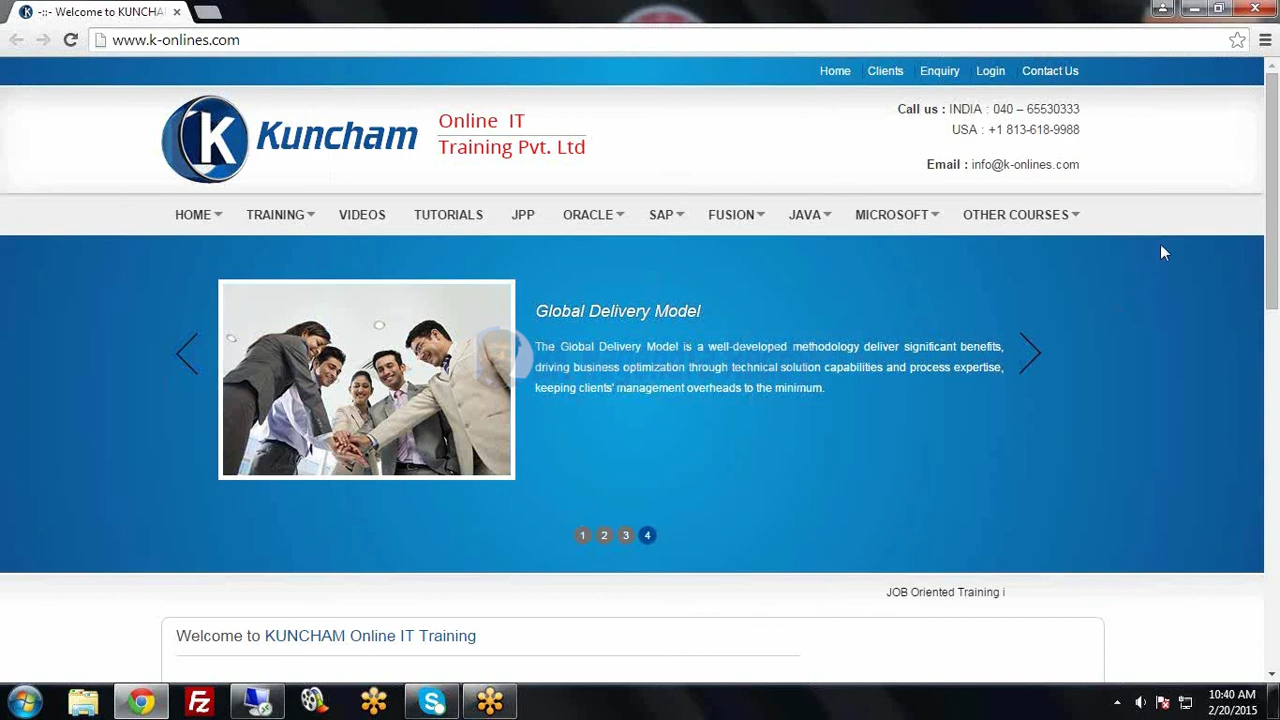 -::- Welcome to KUNCHA
www.k-onlines.com
Home Clients Enquiry Login Contact Us
K Kuncham
Online IT
Training Pvt. Ltd
Call us : INDIA : 040 – 65530333
USA : +1 813-618-9988
Email : info@k-onlines.com
HOME TRAINING VIDEOS TUTORIALS JPP ORACLE SAP FUSION JAVA MICROSOFT OTHER COURSES
Global Delivery Model
The Global Delivery Model is a well-developed methodology deliver significant benefits,
driving business optimization through technical solution capabilities and process expertise,
keeping clients' management overheads to the minimum.
1 2 3 4
JOB Oriented Training i
Welcome to KUNCHAM Online IT Training
10:40 AM
2/20/2015